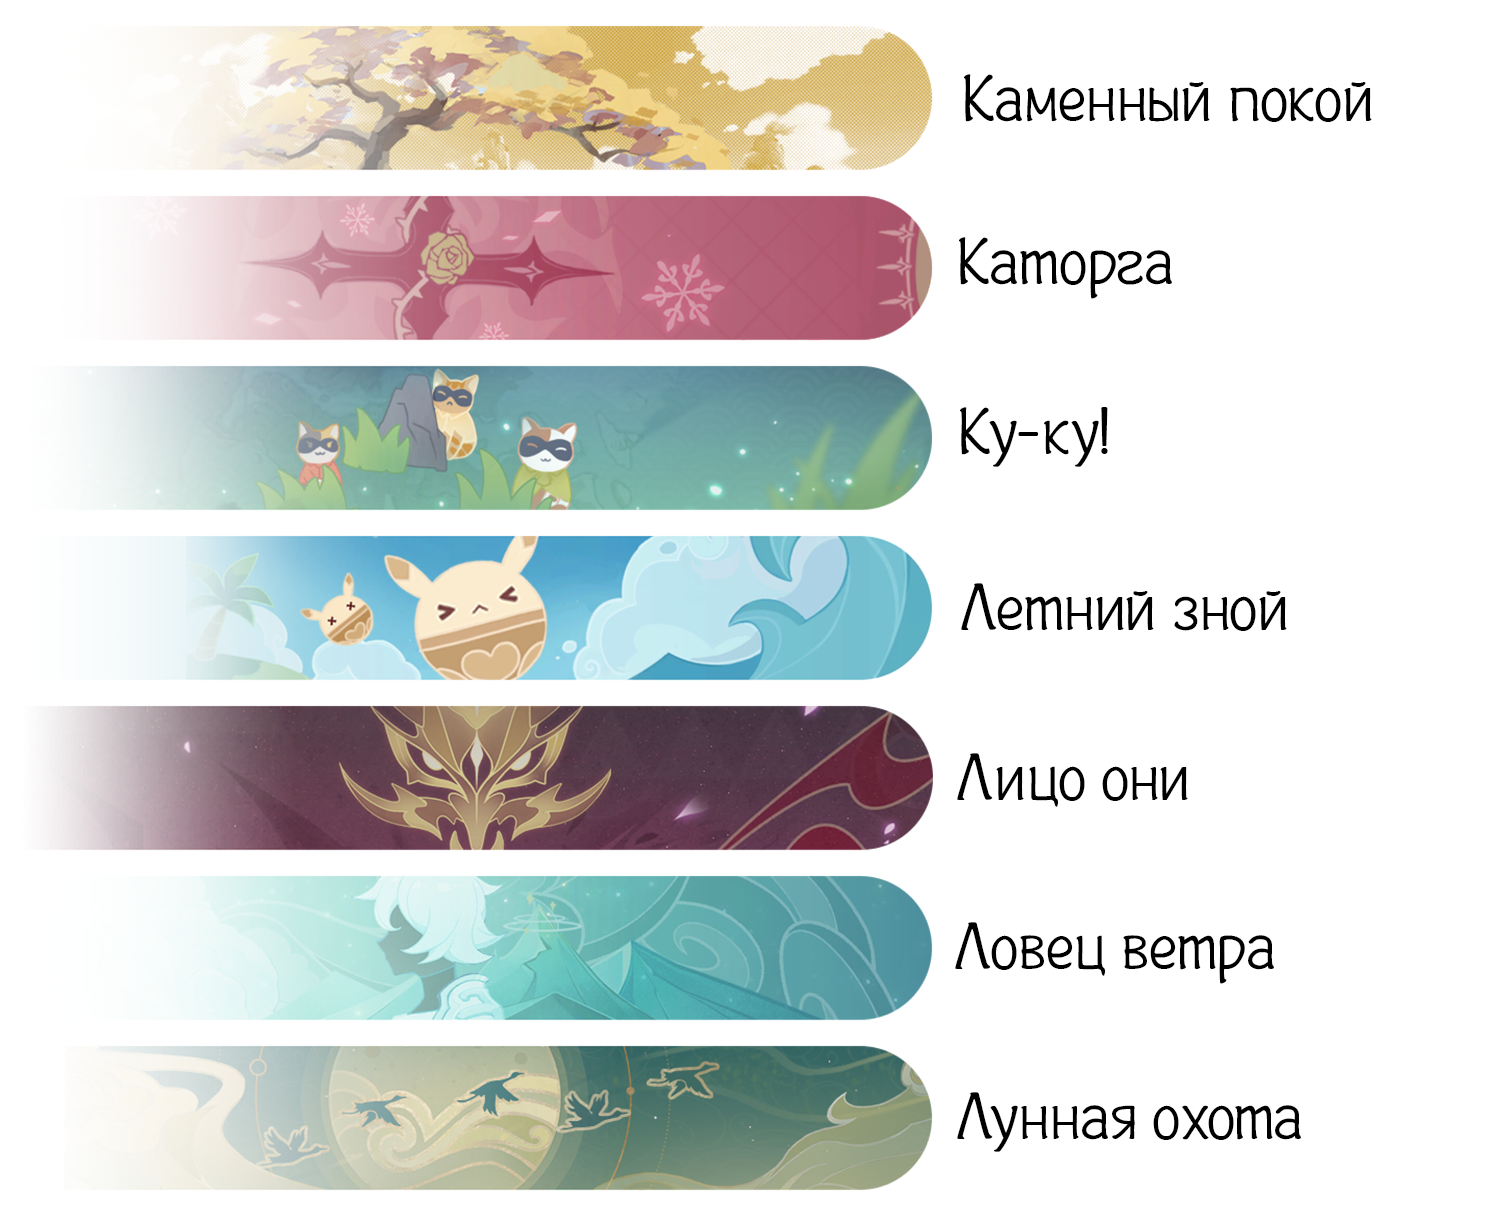 Каменный покой
Каторга
Ку-ку!
Летний зной
Лицо они
Ловец ветра
Лунная охота